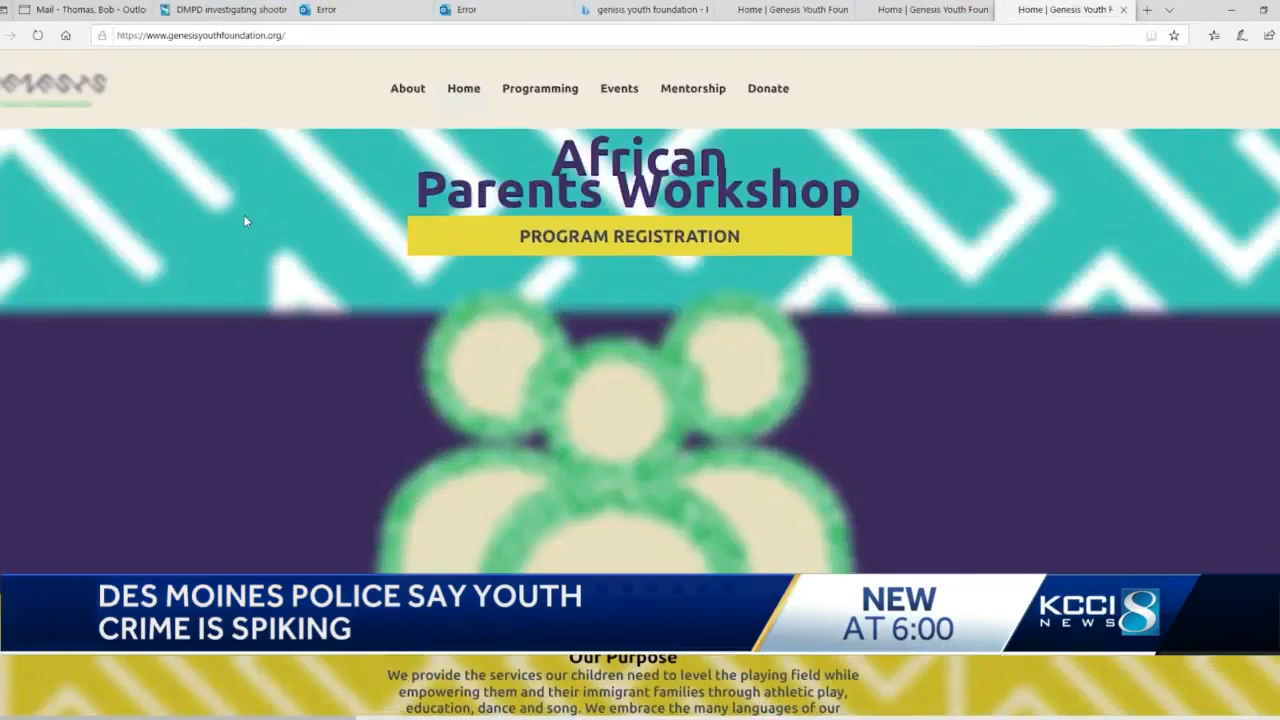 Mail - Thomas, Bob - Outlo
DMPD investigating shootin
Error
Error
genisis youth foundation - 
Home | Genesis Youth Foun
Home | Genesis Youth Foun
Home | Genesis Youth F
https://www.genesisyouthfoundation.org/
About
Home
Programming
Events
Mentorship
Donate
African
Parents Workshop
PROGRAM REGISTRATION
DES MOINES POLICE SAY YOUTH
CRIME IS SPIKING
NEW
AT 6:00
KCCI 8
NEWS
Our Purpose
We provide the services our children need to level the playing field while
empowering them and their immigrant families through athletic play,
education, dance and song. We embrace the many languages of our